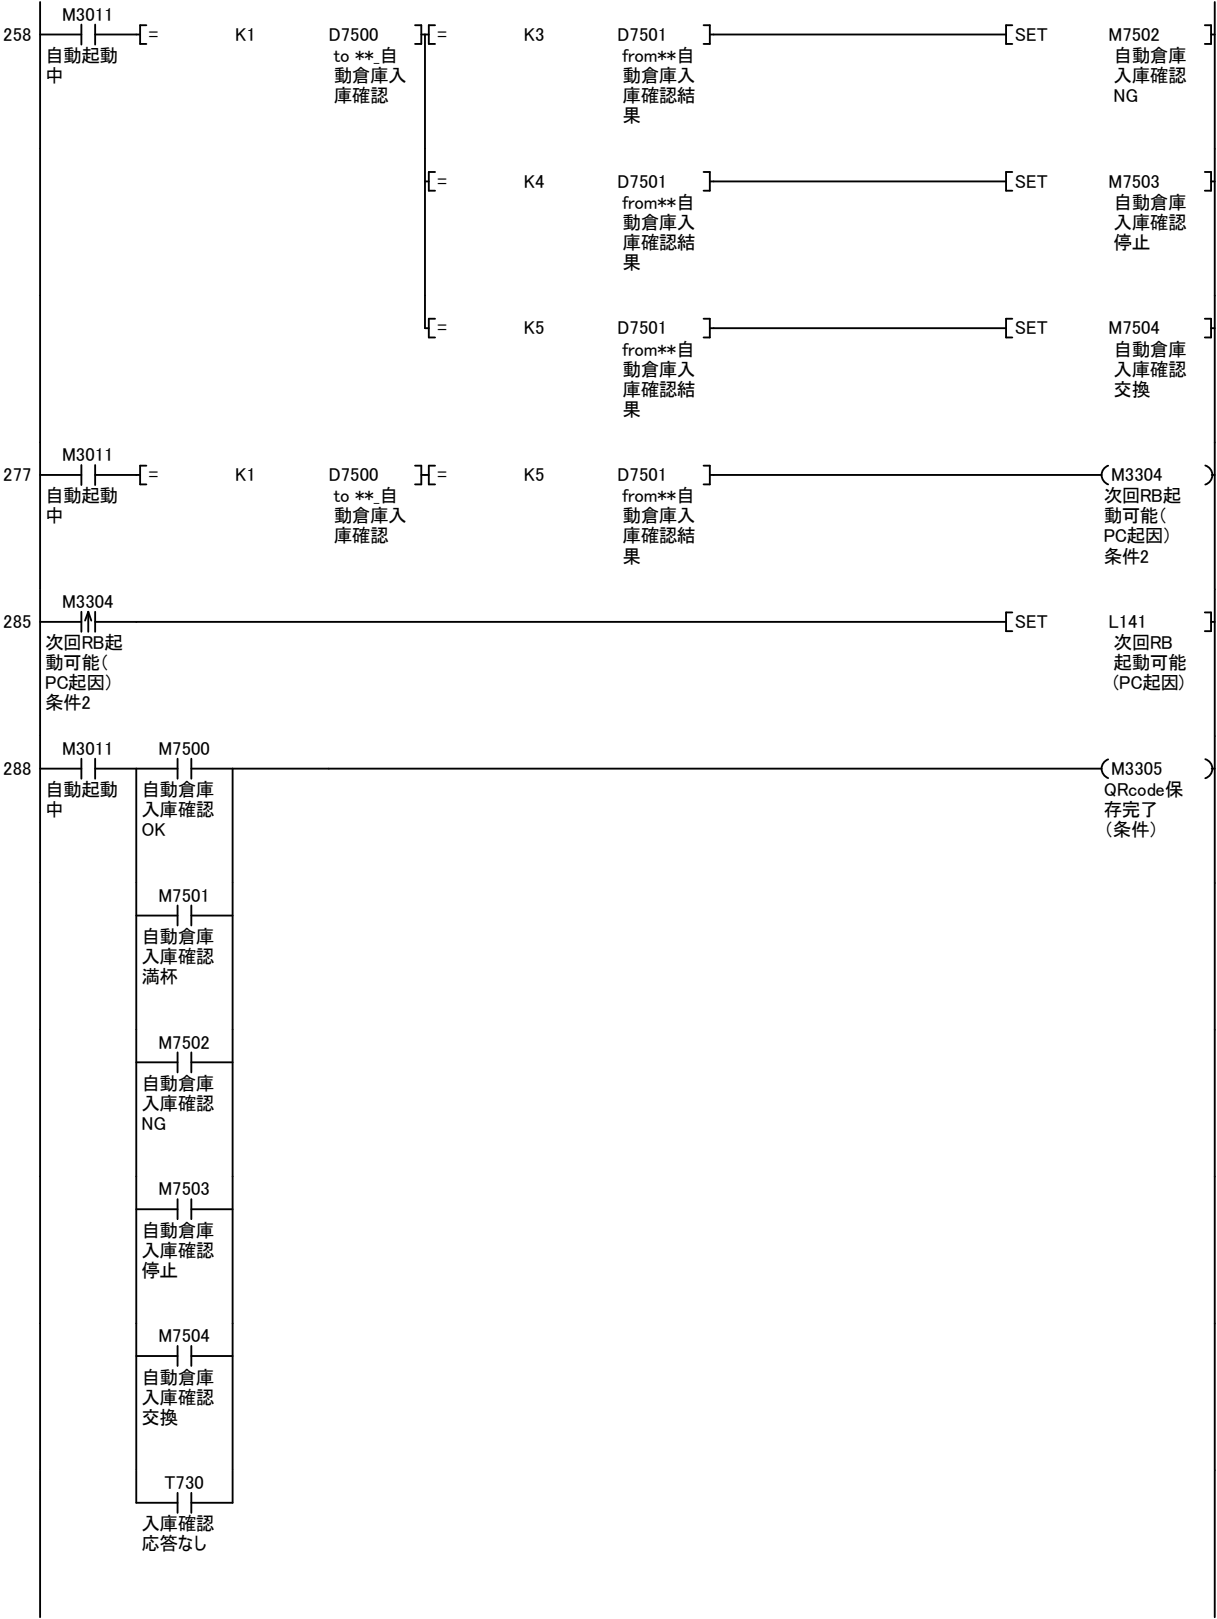 M3011
258 [= K1 D7500 ] [= K3 D7501 ] [SET M7502 ]
自動起動
中
to **_自
動倉庫入
庫確認
from**自
動倉庫入
庫確認結
果
自動倉庫
入庫確認
NG
[= K4 D7501 ] [SET M7503 ]
from**自
動倉庫入
庫確認結
果
自動倉庫
入庫確認
停止
[= K5 D7501 ] [SET M7504 ]
from**自
動倉庫入
庫確認結
果
自動倉庫
入庫確認
交換
M3011
277 [= K1 D7500 ] [= K5 D7501 ] (M3304 )
自動起動
中
to **_自
動倉庫入
庫確認
from**自
動倉庫入
庫確認結
果
次回RB起
動可能(
PC起因)
条件2
M3304
285 [SET L141 ]
次回RB起
動可能(
PC起因)
条件2
次回RB
起動可能
(PC起因)
M3011 M7500
288 (M3305 )
自動起動
中
自動倉庫
入庫確認
OK
QRcode保
存完了
(条件)
M7501
自動倉庫
入庫確認
満杯
M7502
自動倉庫
入庫確認
NG
M7503
自動倉庫
入庫確認
停止
M7504
自動倉庫
入庫確認
交換
T730
入庫確認
応答なし